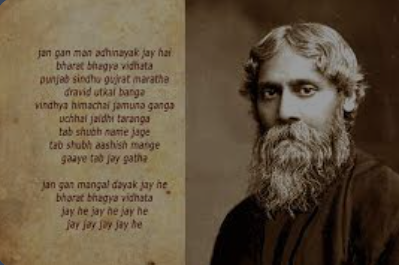 jan gan man adhinayak jay hai
bharat bhagya vidhata
punjab sindhu gujrat maratha
dravid utkal banga
vindhya himachal jamuna ganga
uchhal jaldhi taranga
tab shubh name jage
tab shubh aashish mange
gaaye tab jay gatha
jan gan mangal dayak jay he
bharat bhagya vidhata
jay he jay he jay he
jay jay jay jay he